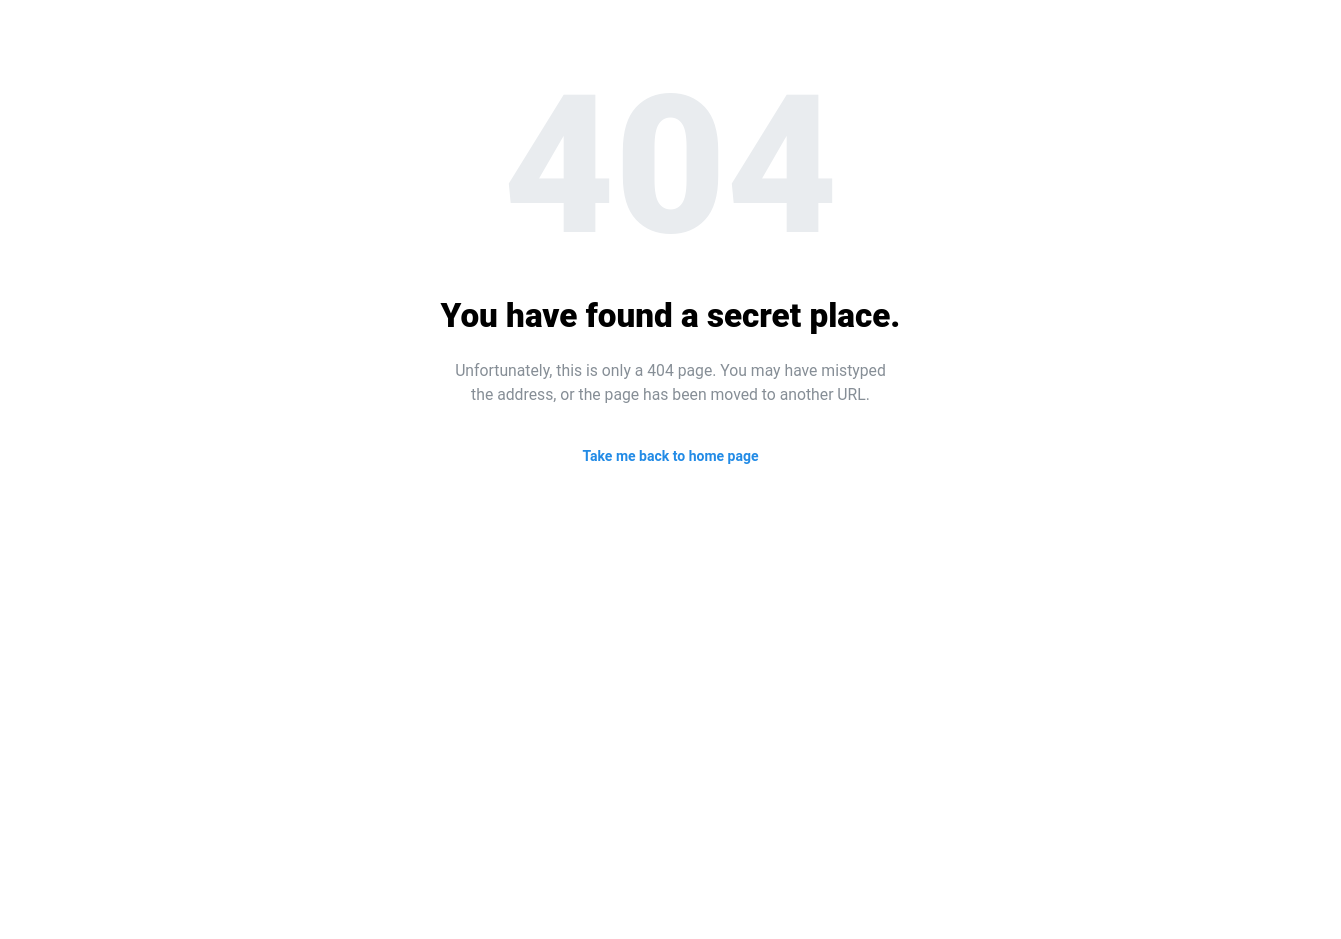 404
You have found a secret place.
Unfortunately, this is only a 404 page. You may have mistyped
the address, or the page has been moved to another URL.
Take me back to home page